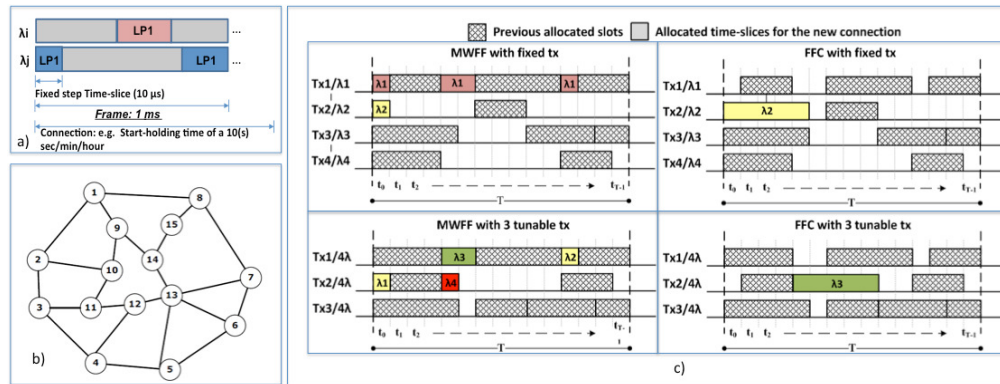 λi LP1 ...
λj LP1 LP1 ...
Fixed step Time-slice (10 µs)
Frame: 1 ms
Connection: e.g. Start-holding time of a 10(s)
sec/min/hour
a)
1
8
15
9
14
2
10
7
13
12
3
11
6
4
5
b)
Previous allocated slots
Allocated time-slices for the new connection
MWFF with fixed tx
Tx1/λ1 λ1 λ1 λ1
Tx2/λ2 λ2
Tx3/λ3
Tx4/λ4
t0 t1 t2 tT-1
T
FFC with fixed tx
Tx1/λ1
Tx2/λ2 λ2
Tx3/λ3
Tx4/λ4
t0 t1 t2 tT-1
T
MWFF with 3 tunable tx
Tx1/4λ λ3 λ2
Tx2/4λ λ1 λ4
Tx3/4λ
t0 t1 t2 tT-
T
FFC with 3 tunable tx
Tx1/4λ
Tx2/4λ λ3
Tx3/4λ
t0 t1 t2 tT-1
T
c)